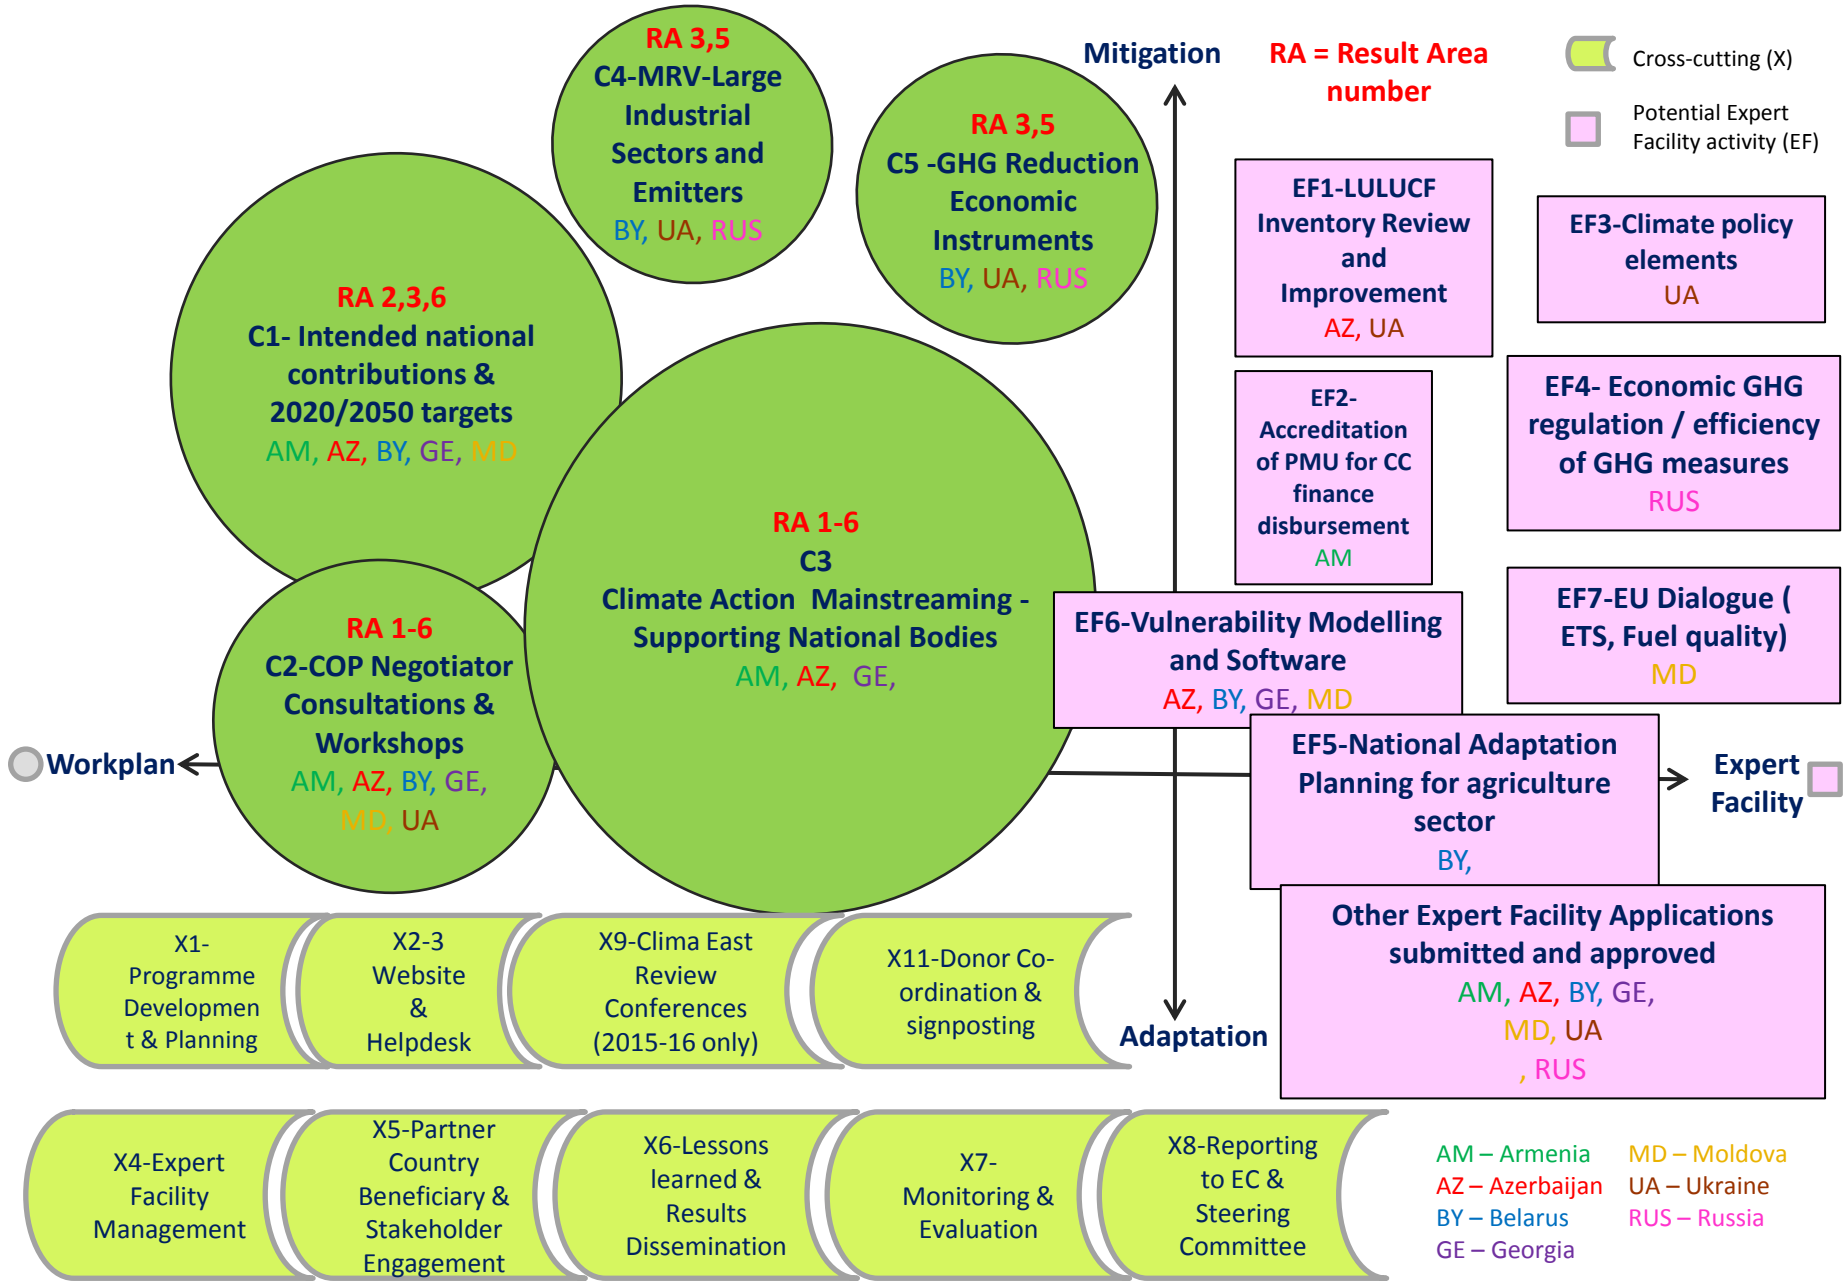 RA 3,5
C4-MRV-Large
Industrial
Sectors and
Emitters
BY, UA, RUS
RA 3,5
C5 -GHG Reduction
Economic
Instruments
BY, UA, RUS
Mitigation
RA = Result Area
number
Cross-cutting (X)
Potential Expert
Facility activity (EF)
RA 2,3,6
C1- Intended national
contributions &
2020/2050 targets
AM, AZ, BY, GE, MD
EF1-LULUCF
Inventory Review
and
Improvement
AZ, UA
EF3-Climate policy
elements
UA
EF2-
Accreditation
of PMU for CC
finance
disbursement
AM
EF4- Economic GHG
regulation / efficiency
of GHG measures
RUS
RA 1-6
C3
Climate Action  Mainstreaming -
Supporting National Bodies
AM, AZ,  GE,
RA 1-6
C2-COP Negotiator
Consultations &
Workshops
AM, AZ, BY, GE,
MD, UA
EF6-Vulnerability Modelling
and Software
AZ, BY, GE, MD
EF7-EU Dialogue (
ETS, Fuel quality)
MD
Workplan
EF5-National Adaptation
Planning for agriculture
sector
BY,
Expert
Facility
Other Expert Facility Applications
submitted and approved
AM, AZ, BY, GE,
MD, UA
, RUS
Adaptation
X1-
Programme
Developmen
t & Planning
X2-3
Website
&
Helpdesk
X9-Clima East
Review
Conferences
(2015-16 only)
X11-Donor Co-
ordination &
signposting
X4-Expert
Facility
Management
X5-Partner
Country
Beneficiary &
Stakeholder
Engagement
X6-Lessons
learned &
Results
Dissemination
X7-
Monitoring &
Evaluation
X8-Reporting
to EC &
Steering
Committee
AM – Armenia
AZ – Azerbaijan
BY – Belarus
GE – Georgia
MD – Moldova
UA – Ukraine
RUS – Russia